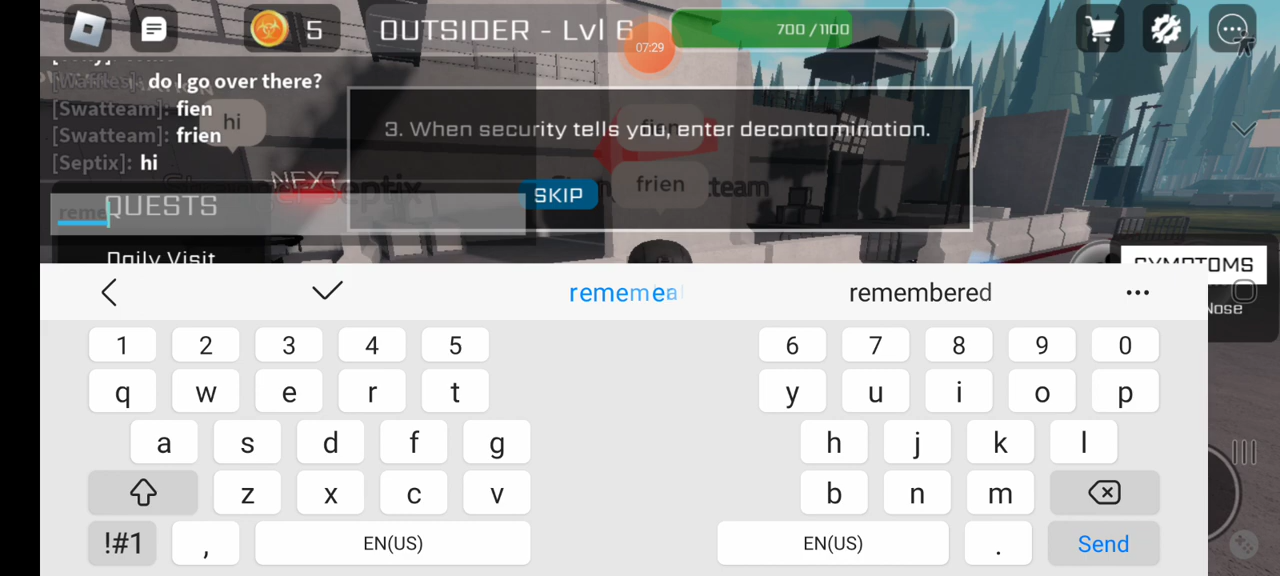 5
OUTSIDER - Lvl 6
700/1100
07:29
do I go over there?
[Swatteam]: fien
[Swatteam]: frien
[Septix]: hi
hi
3. When security tells you, enter decontamination.
frien
NEXT
Septix
team
SKIP
reme
QUESTS
Daily Visit
SYMPTOMS
Nose
remembered
1 2 3 4 5 6 7 8 9 0
q w e r t y u i o p
a s d f g h j k l
z x c v b n m
!#1 , EN(US) EN(US) . Send